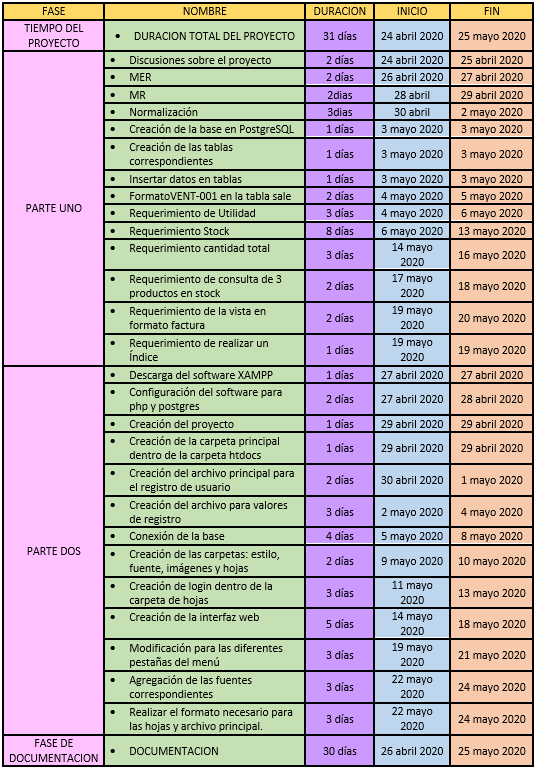 FASE NOMBRE DURACION INICIO FIN
TIEMPO DEL
PROYECTO
• DURACION TOTAL DEL PROYECTO 31 días 24 abril 2020 25 mayo 2020
PARTE UNO
• Discusiones sobre el proyecto 2 días 24 abril 2020 25 abril 2020
• MER 2 días 26 abril 2020 27 abril 2020
• MR 2dias 28 abril 29 abril 2020
• Normalización 3dias 30 abril 2 mayo 2020
• Creación de la base en PostgreSQL 1 días 3 mayo 2020 3 mayo 2020
• Creación de las tablas
correspondientes
1 días 3 mayo 2020 3 mayo 2020
• Insertar datos en tablas 1 días 3 mayo 2020 3 mayo 2020
• FormatoVENT-001 en la tabla sale 2 días 4 mayo 2020 5 mayo 2020
• Requerimiento de Utilidad 3 días 4 mayo 2020 6 mayo 2020
• Requerimiento Stock 8 días 6 mayo 2020 13 mayo 2020
• Requerimiento cantidad total 3 días 14 mayo
2020
16 mayo 2020
• Requerimiento de consulta de 3
productos en stock
2 días 17 mayo
2020
18 mayo 2020
• Requerimiento de la vista en
formato factura
2 días 19 mayo
2020
20 mayo 2020
• Requerimiento de realizar un
Índice
1 días 19 mayo
2020
19 mayo 2020
PARTE DOS
• Descarga del software XAMPP 1 días 27 abril 2020 27 abril 2020
• Configuración del software para
php y postgres
2 días 27 abril 2020 28 abril 2020
• Creación del proyecto 1 días 29 abril 2020 29 abril 2020
• Creación de la carpeta principal
dentro de la carpeta htdocs
1 días 29 abril 2020 29 abril 2020
• Creación del archivo principal para
el registro de usuario
2 días 30 abril 2020 1 mayo 2020
• Creación del archivo para valores
de registro
3 días 2 mayo 2020 4 mayo 2020
• Conexión de la base 4 días 5 mayo 2020 8 mayo 2020
• Creación de las carpetas: estilo,
fuente, imágenes y hojas
2 días 9 mayo 2020 10 mayo 2020
• Creación de login dentro de la
carpeta de hojas
3 días 11 mayo
2020
13 mayo 2020
• Creación de la interfaz web 5 días 14 mayo
2020
18 mayo 2020
• Modificación para las diferentes
pestañas del menú
3 días 19 mayo
2020
21 mayo 2020
• Agregación de las fuentes
correspondientes
3 días 22 mayo
2020
24 mayo 2020
• Realizar el formato necesario para
las hojas y archivo principal.
3 días 22 mayo
2020
24 mayo 2020
FASE DE
DOCUMENTACION
• DOCUMENTACION 30 días 26 abril 2020 25 mayo 2020